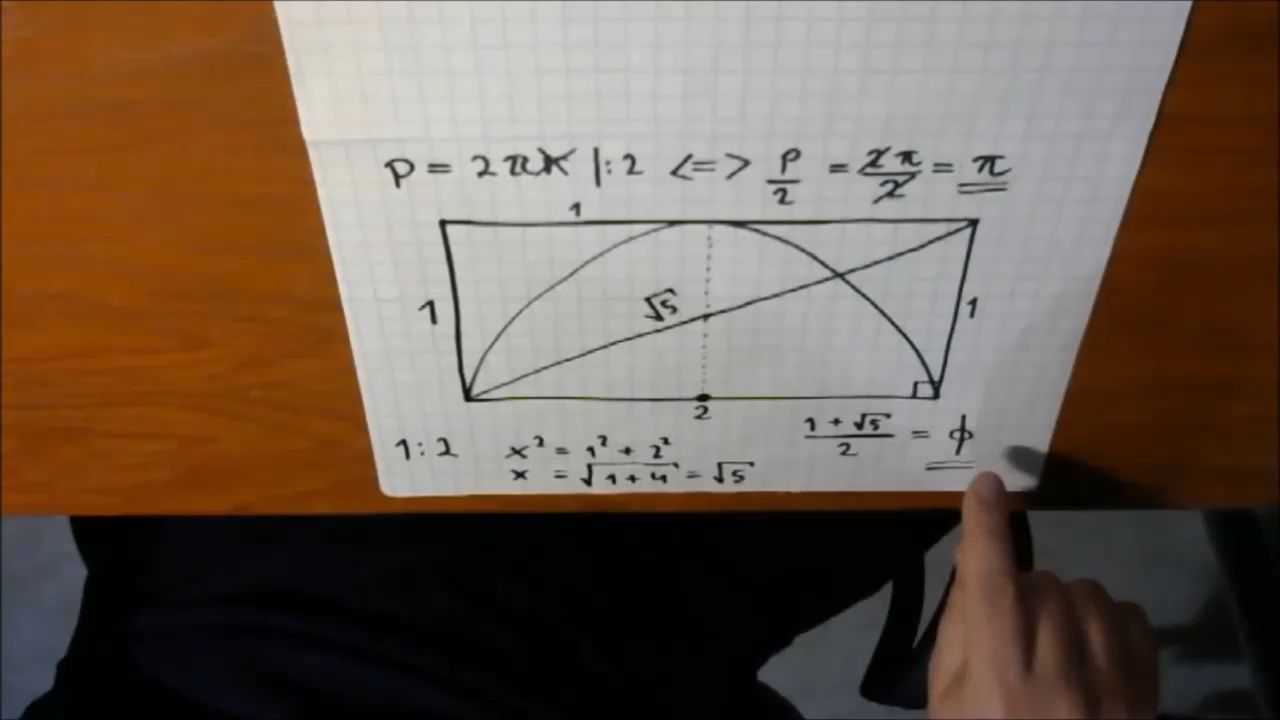 P = 2πr |:2 <=> P/2 = 2π/2 = π
1
1 √5 1
2
1:2
x² = 1² + 2²
x = √(1+4) = √5
(1+√5)/2 = ϕ